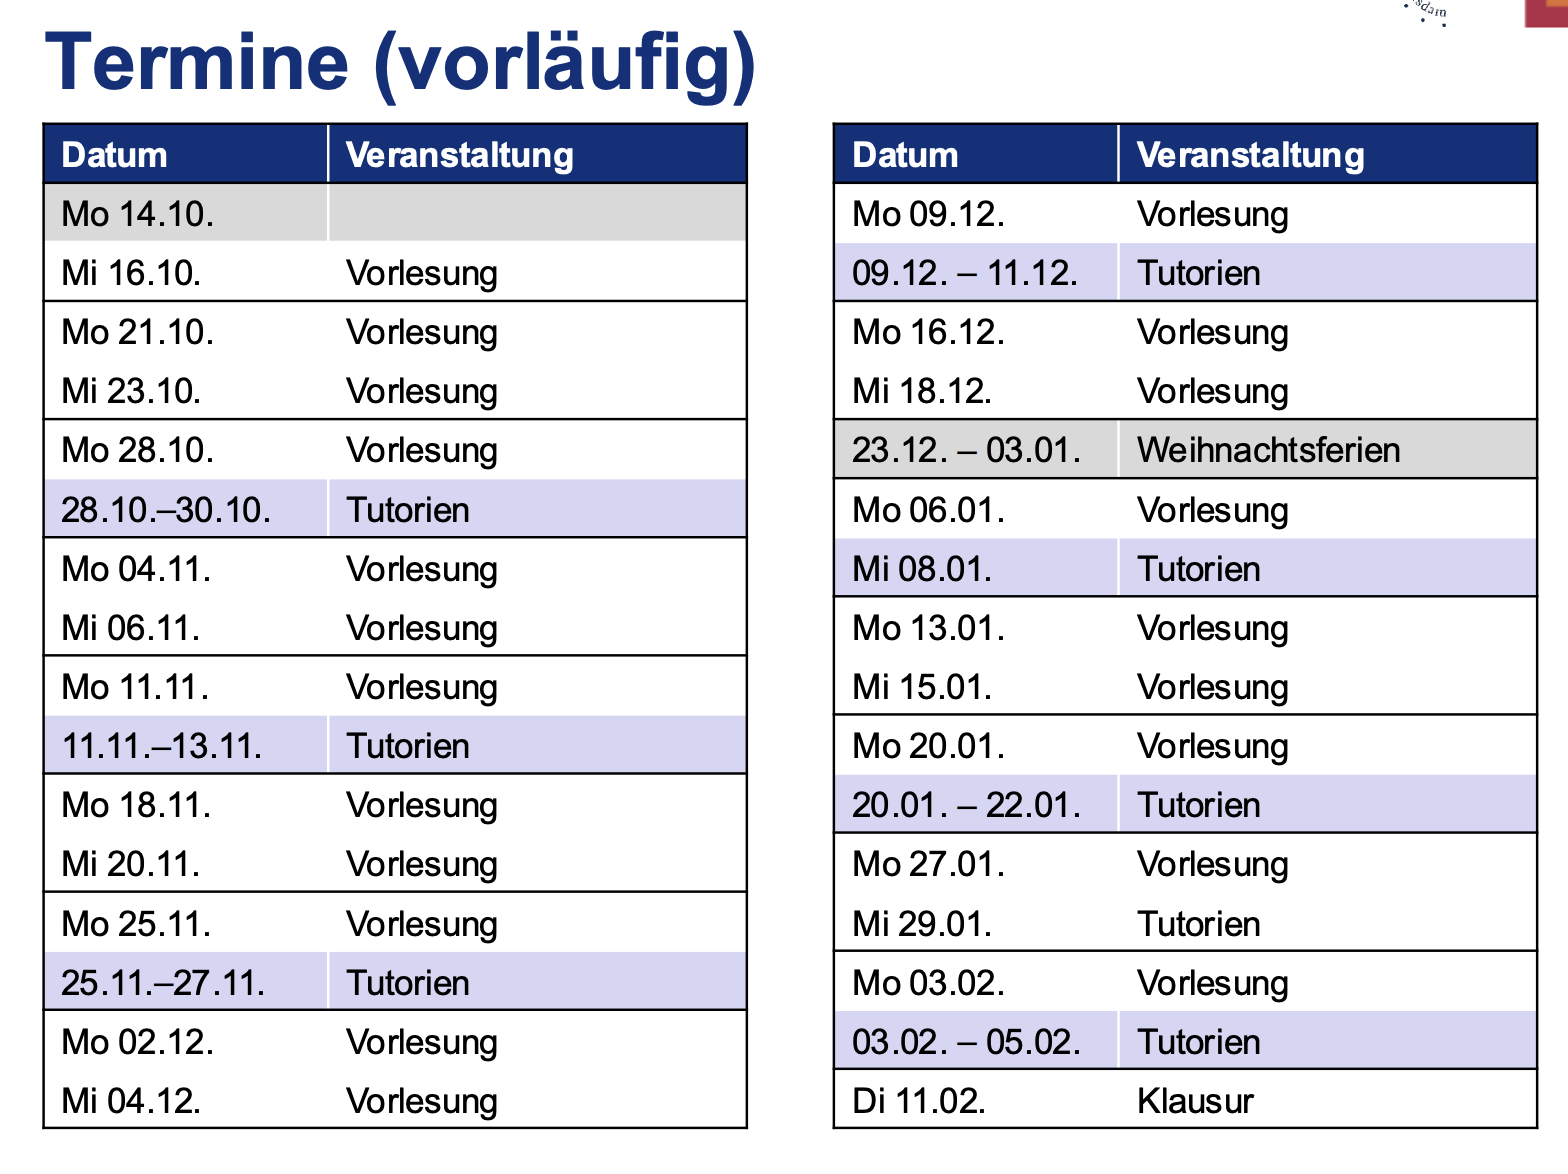 Termine (vorläufig)
Datum Veranstaltung
Mo 14.10.
Mi 16.10. Vorlesung
Mo 21.10. Vorlesung
Mi 23.10. Vorlesung
Mo 28.10. Vorlesung
28.10.–30.10. Tutorien
Mo 04.11. Vorlesung
Mi 06.11. Vorlesung
Mo 11.11. Vorlesung
11.11.–13.11. Tutorien
Mo 18.11. Vorlesung
Mi 20.11. Vorlesung
Mo 25.11. Vorlesung
25.11.–27.11. Tutorien
Mo 02.12. Vorlesung
Mi 04.12. Vorlesung
Datum Veranstaltung
Mo 09.12. Vorlesung
09.12. – 11.12. Tutorien
Mo 16.12. Vorlesung
Mi 18.12. Vorlesung
23.12. – 03.01. Weihnachtsferien
Mo 06.01. Vorlesung
Mi 08.01. Tutorien
Mo 13.01. Vorlesung
Mi 15.01. Vorlesung
Mo 20.01. Vorlesung
20.01. – 22.01. Tutorien
Mo 27.01. Vorlesung
Mi 29.01. Tutorien
Mo 03.02. Vorlesung
03.02. – 05.02. Tutorien
Di 11.02. Klausur